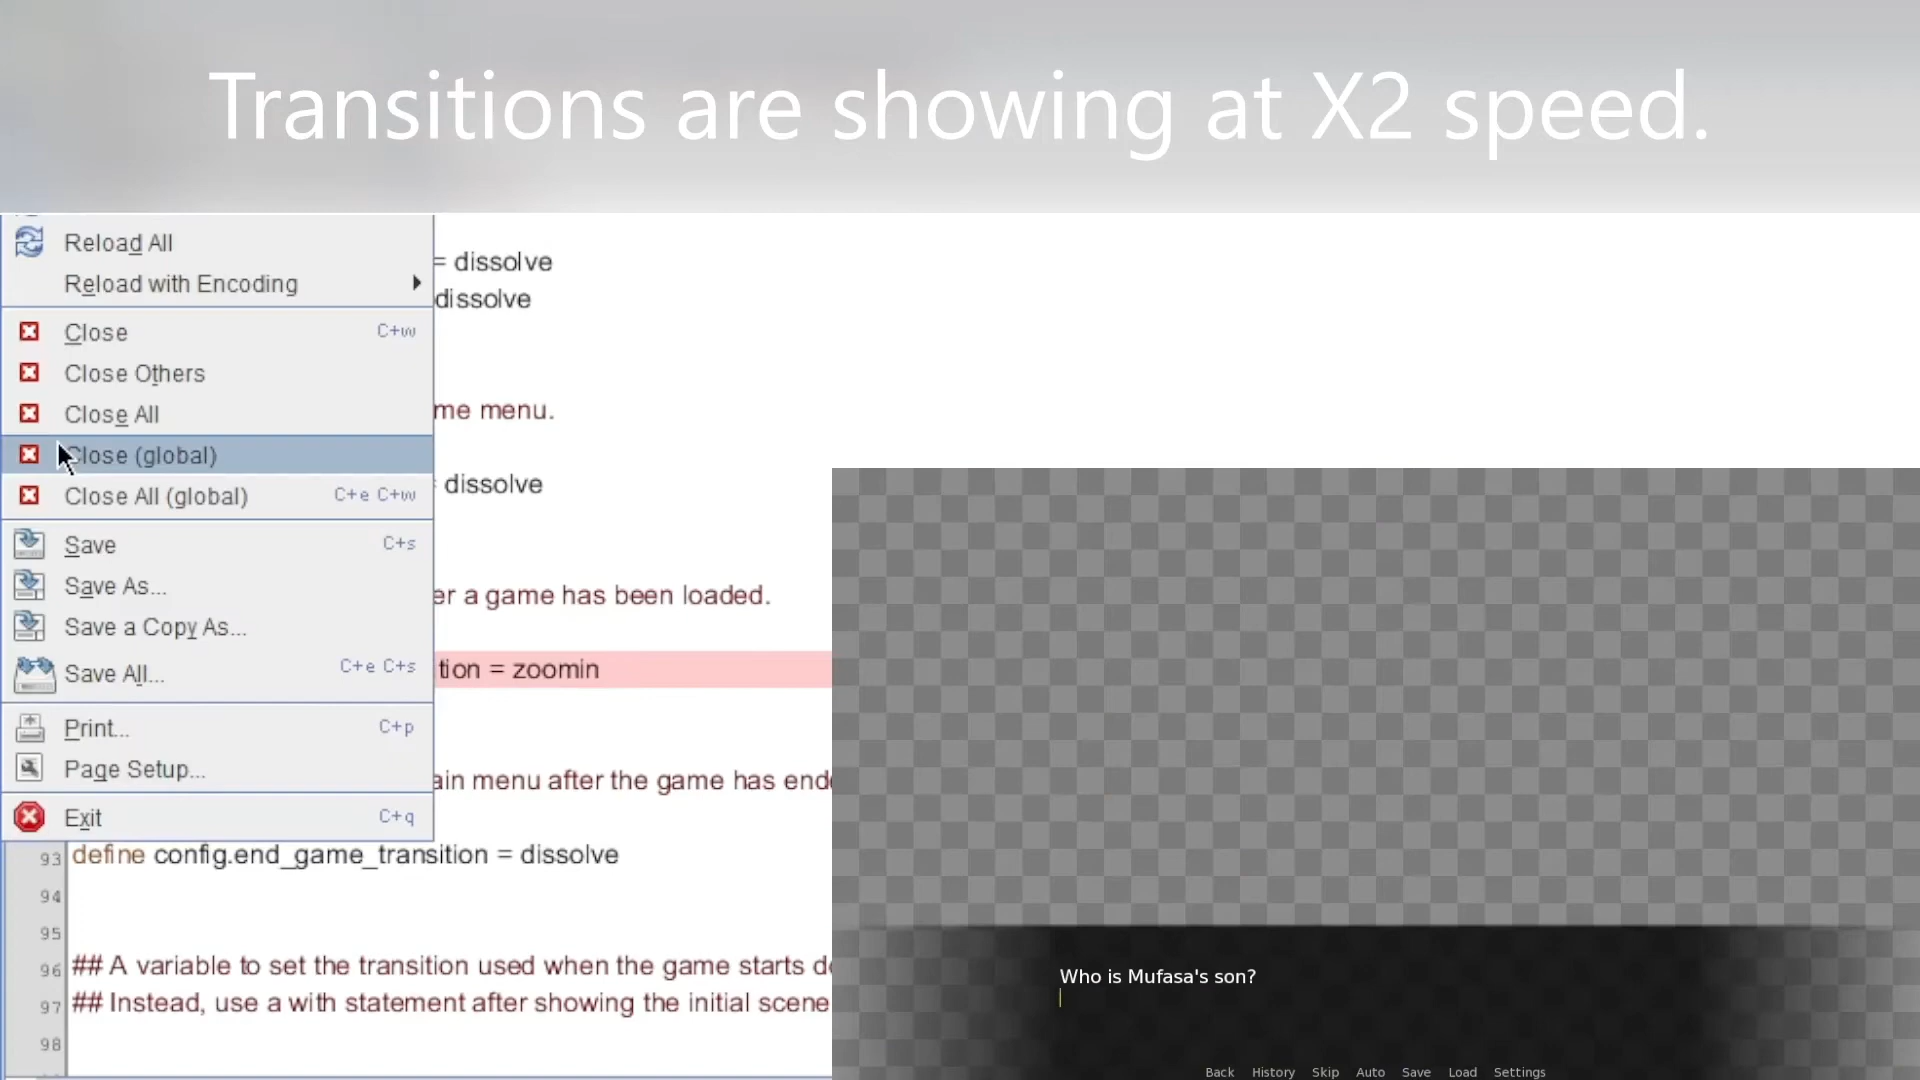 Transitions are showing at X2 speed.
Reload All
Reload with Encoding
Close C+w
Close Others
Close All
Close (global)
Close All (global) C+e C+w
Save C+s
Save As...
Save a Copy As...
Save All... C+e C+s
Print... C+p
Page Setup...
Exit C+q
= dissolve
dissolve
me menu.
dissolve
er a game has been loaded.
tion = zoomin
ain menu after the game has end
93 define config.end_game_transition = dissolve
94
95
96 ## A variable to set the transition used when the game starts d
97 ## Instead, use a with statement after showing the initial scene
98
Who is Mufasa's son?
Back History Skip Auto Save Load Settings